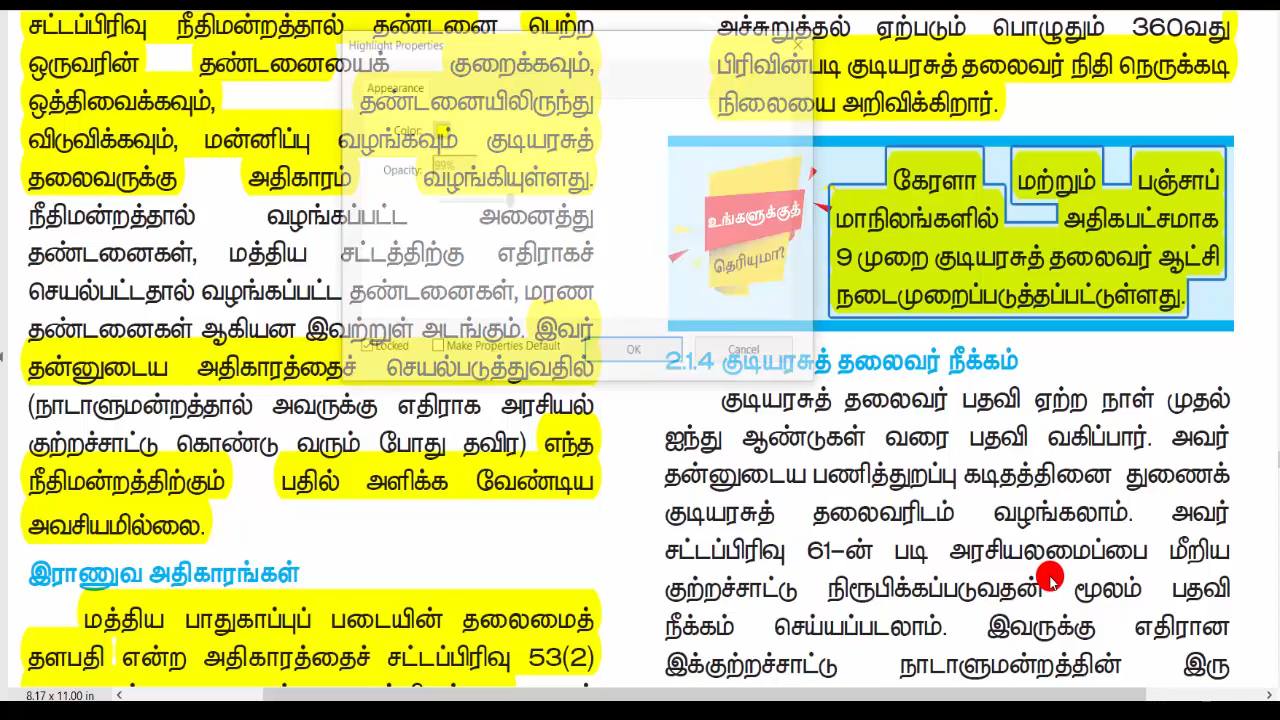 சட்டப்பிரிவு நீதிமன்றத்தால் தண்டனை பெற்ற
ஒருவரின் தண்டனையைக் குறைக்கவும்,
ஒத்திவைக்கவும், தண்டனையிலிருந்து
விடுவிக்கவும், மன்னிப்பு வழங்கவும் குடியரசுத்
தலைவருக்கு அதிகாரம் வழங்கியுள்ளது.
நீதிமன்றத்தால் வழங்கப்பட்ட அனைத்து
தண்டனைகள், மத்திய சட்டத்திற்கு எதிராகச்
செயல்பட்டதால் வழங்கப்பட்ட தண்டனைகள், மரண
தண்டனைகள் ஆகியன இவற்றுள் அடங்கும். இவர்
தன்னுடைய அதிகாரத்தைச் செயல்படுத்துவதில்
(நாடாளுமன்றத்தால் அவருக்கு எதிராக அரசியல்
குற்றச்சாட்டு கொண்டு வரும் போது தவிர) எந்த
நீதிமன்றத்திற்கும் பதில் அளிக்க வேண்டிய
அவசியமில்லை.
இராணுவ அதிகாரங்கள்
மத்திய பாதுகாப்புப் படையின் தலைமைத்
தளபதி என்ற அதிகாரத்தைச் சட்டப்பிரிவு 53(2)
அச்சுறுத்தல் ஏற்படும் பொழுதும் 360வது
பிரிவின்படி குடியரசுத் தலைவர் நிதி நெருக்கடி
நிலையை அறிவிக்கிறார்.
உங்களுக்குத்
தெரியுமா?
கேரளா மற்றும் பஞ்சாப்
மாநிலங்களில் அதிகபட்சமாக
9 முறை குடியரசுத் தலைவர் ஆட்சி
நடைமுறைப்படுத்தப்பட்டுள்ளது.
2.1.4 குடியரசுத் தலைவர் நீக்கம்
குடியரசுத் தலைவர் பதவி ஏற்ற நாள் முதல்
ஐந்து ஆண்டுகள் வரை பதவி வகிப்பார். அவர்
தன்னுடைய பணித்துறப்பு கடிதத்தினை துணைக்
குடியரசுத் தலைவரிடம் வழங்கலாம். அவர்
சட்டப்பிரிவு 61-ன் படி அரசியலமைப்பை மீறிய
குற்றச்சாட்டு நிரூபிக்கப்படுவதன் மூலம் பதவி
நீக்கம் செய்யப்படலாம். இவருக்கு எதிரான
இக்குற்றச்சாட்டு நாடாளுமன்றத்தின் இரு
Highlight Properties
Appearance
Color:
Opacity:
Locked
Make Properties Default
OK
Cancel
8.17 x 11.00 in